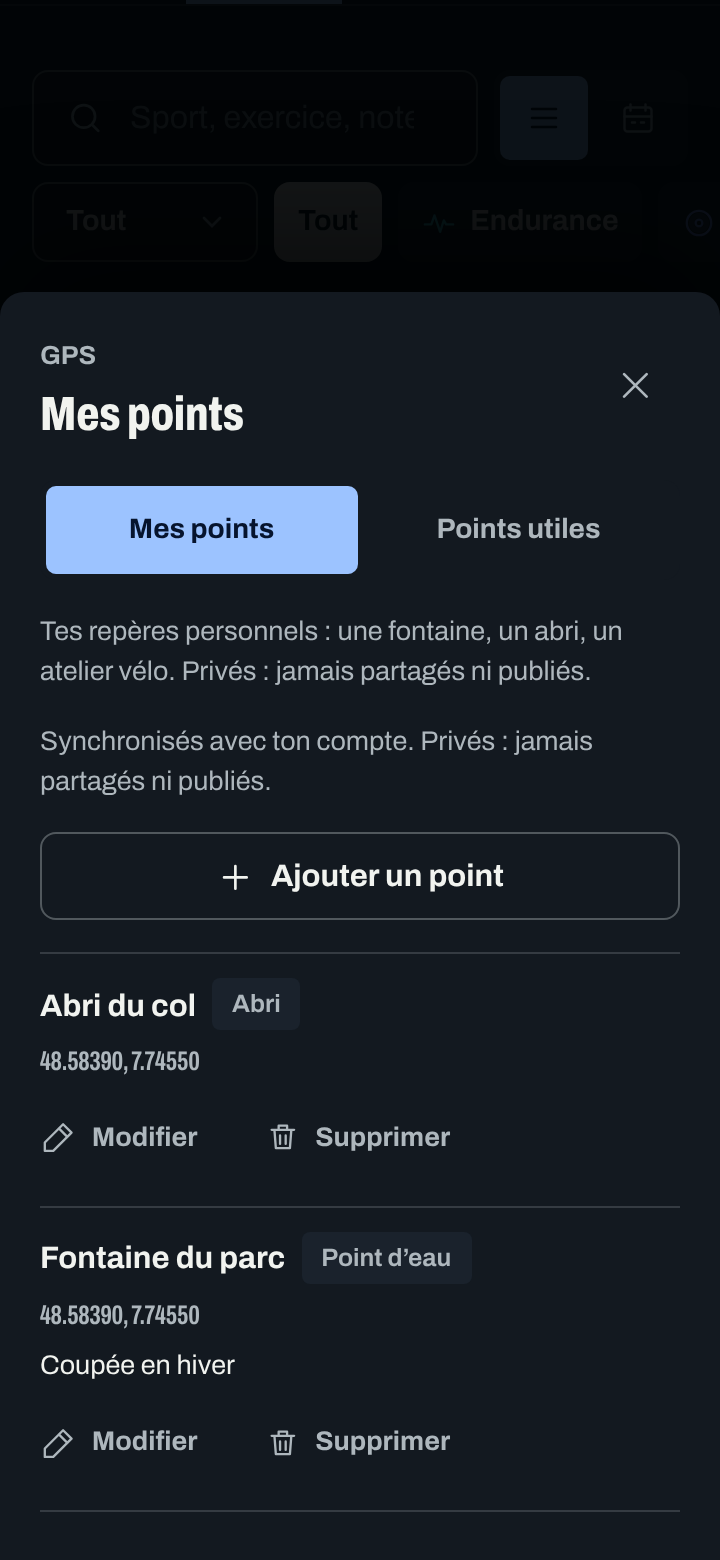 Sport, exercice, note
Tout
Tout
Endurance
GPS
Mes points
Mes points
Points utiles
Tes repères personnels : une fontaine, un abri, un
atelier vélo. Privés : jamais partagés ni publiés.
Synchronisés avec ton compte. Privés : jamais
partagés ni publiés.
Ajouter un point
Abri du col
Abri
48.58390, 7.74550
Modifier
Supprimer
Fontaine du parc
Point d’eau
48.58390, 7.74550
Coupée en hiver
Modifier
Supprimer